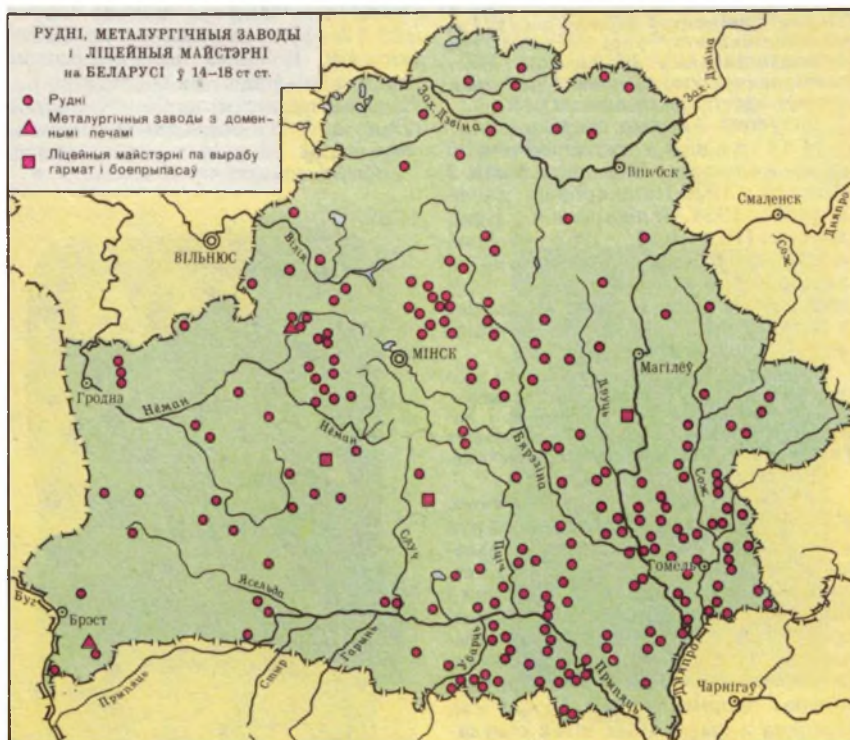 РУДНІ, МЕТАЛУРГІЧНЫЯ ЗАВОДЫ
і ЛІЦЕЙНЫЯ МАЙСТЭРНІ
на БЕЛАРУСІ ў 14–18 ст ст.
Рудні
Металургічныя заводы з домен-
нымі печамі
Ліцейныя майстэрні па вырабу
гармат і боепрыпасаў
Зах. Дзвіна
Зах. Дзвіна
Віцебск
Смаленск
Дняпро
Сож
ВІЛЬНЮС
Вілія
МІНСК
Магілёў
Друць
Гродна
Нёман
Нёман
Бярэзіна
Сож
Случ
Пціч
Гомель
Ясельда
Буг
Брэст
Прыпяць
Стыр
Гарынь
Убарць
Прыпяць
Дняпро
Чарнігаў